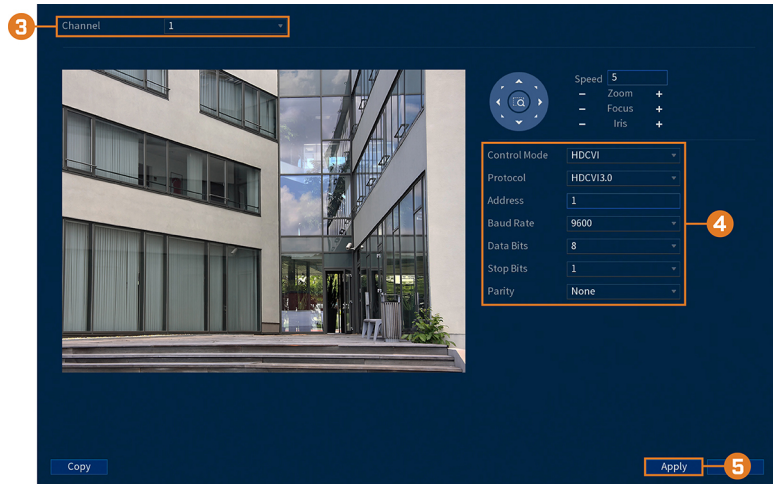 3
Channel 1
Speed 5
– Zoom +
– Focus +
– Iris +
Control Mode HDCVI
Protocol HDCVI3.0
Address 1
Baud Rate 9600
4
Data Bits 8
Stop Bits 1
Parity None
Copy
Apply
5